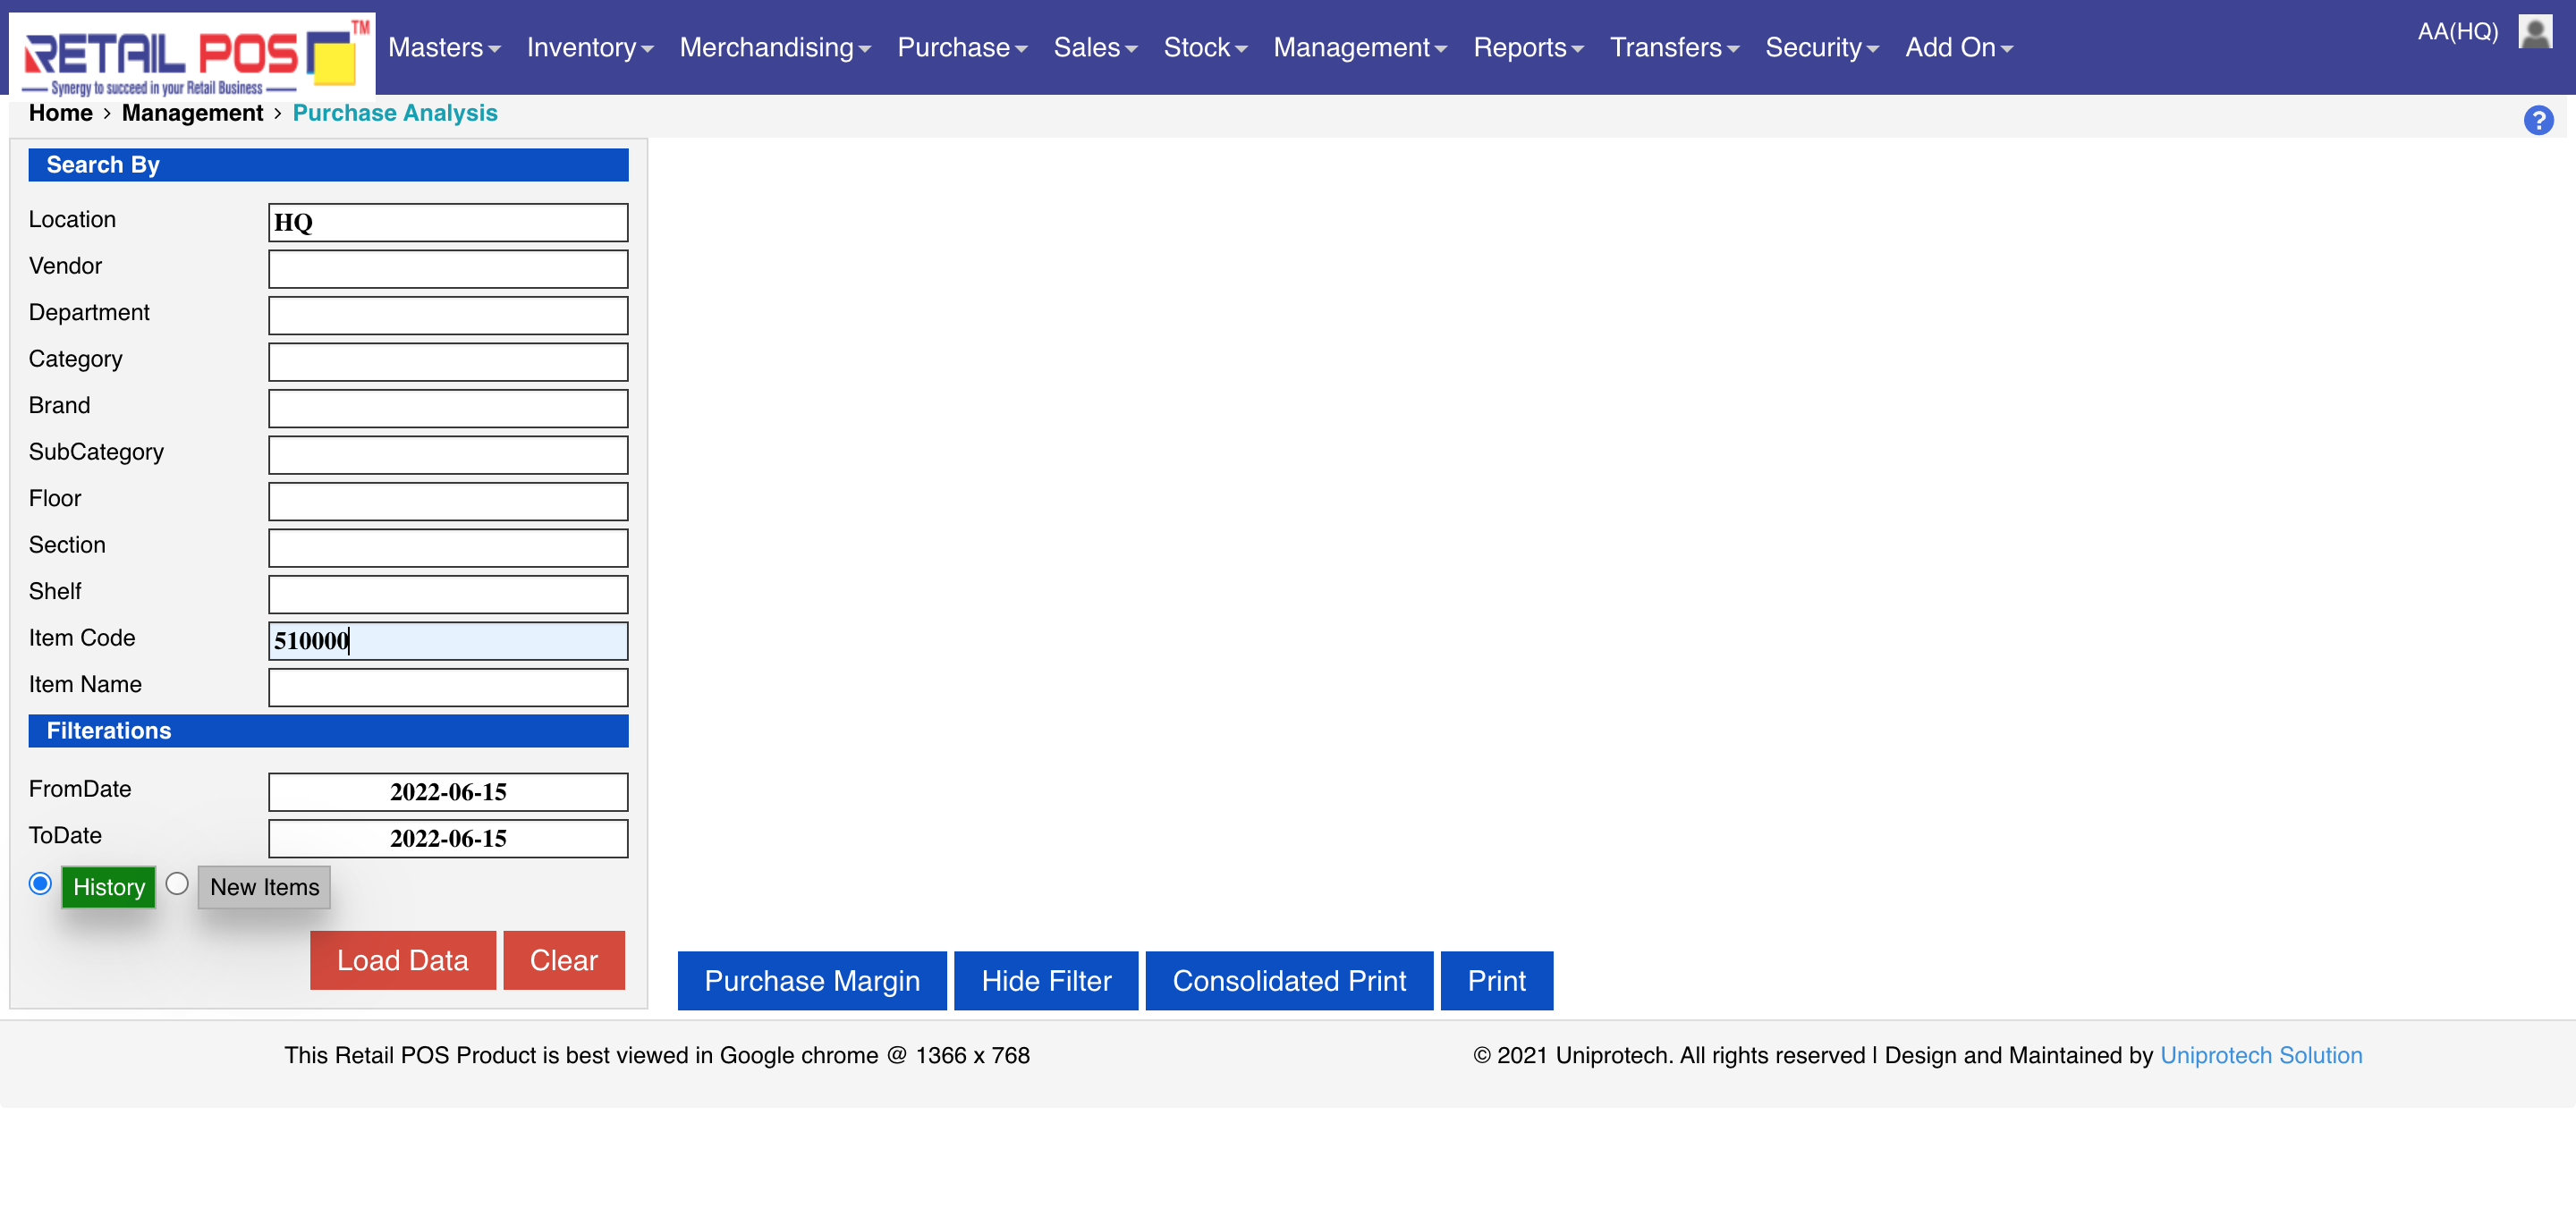 RETAIL POS TM
Synergy to succeed in your Retail Business
Masters Inventory Merchandising Purchase Sales Stock Management Reports Transfers Security Add On
AA(HQ)
Home > Management > Purchase Analysis
?
Search By
Location HQ
Vendor
Department
Category
Brand
SubCategory
Floor
Section
Shelf
Item Code 510000
Item Name
Filterations
FromDate 2022-06-15
ToDate 2022-06-15
History New Items
Load Data Clear
Purchase Margin Hide Filter Consolidated Print Print
This Retail POS Product is best viewed in Google chrome @ 1366 x 768
© 2021 Uniprotech. All rights reserved | Design and Maintained by Uniprotech Solution